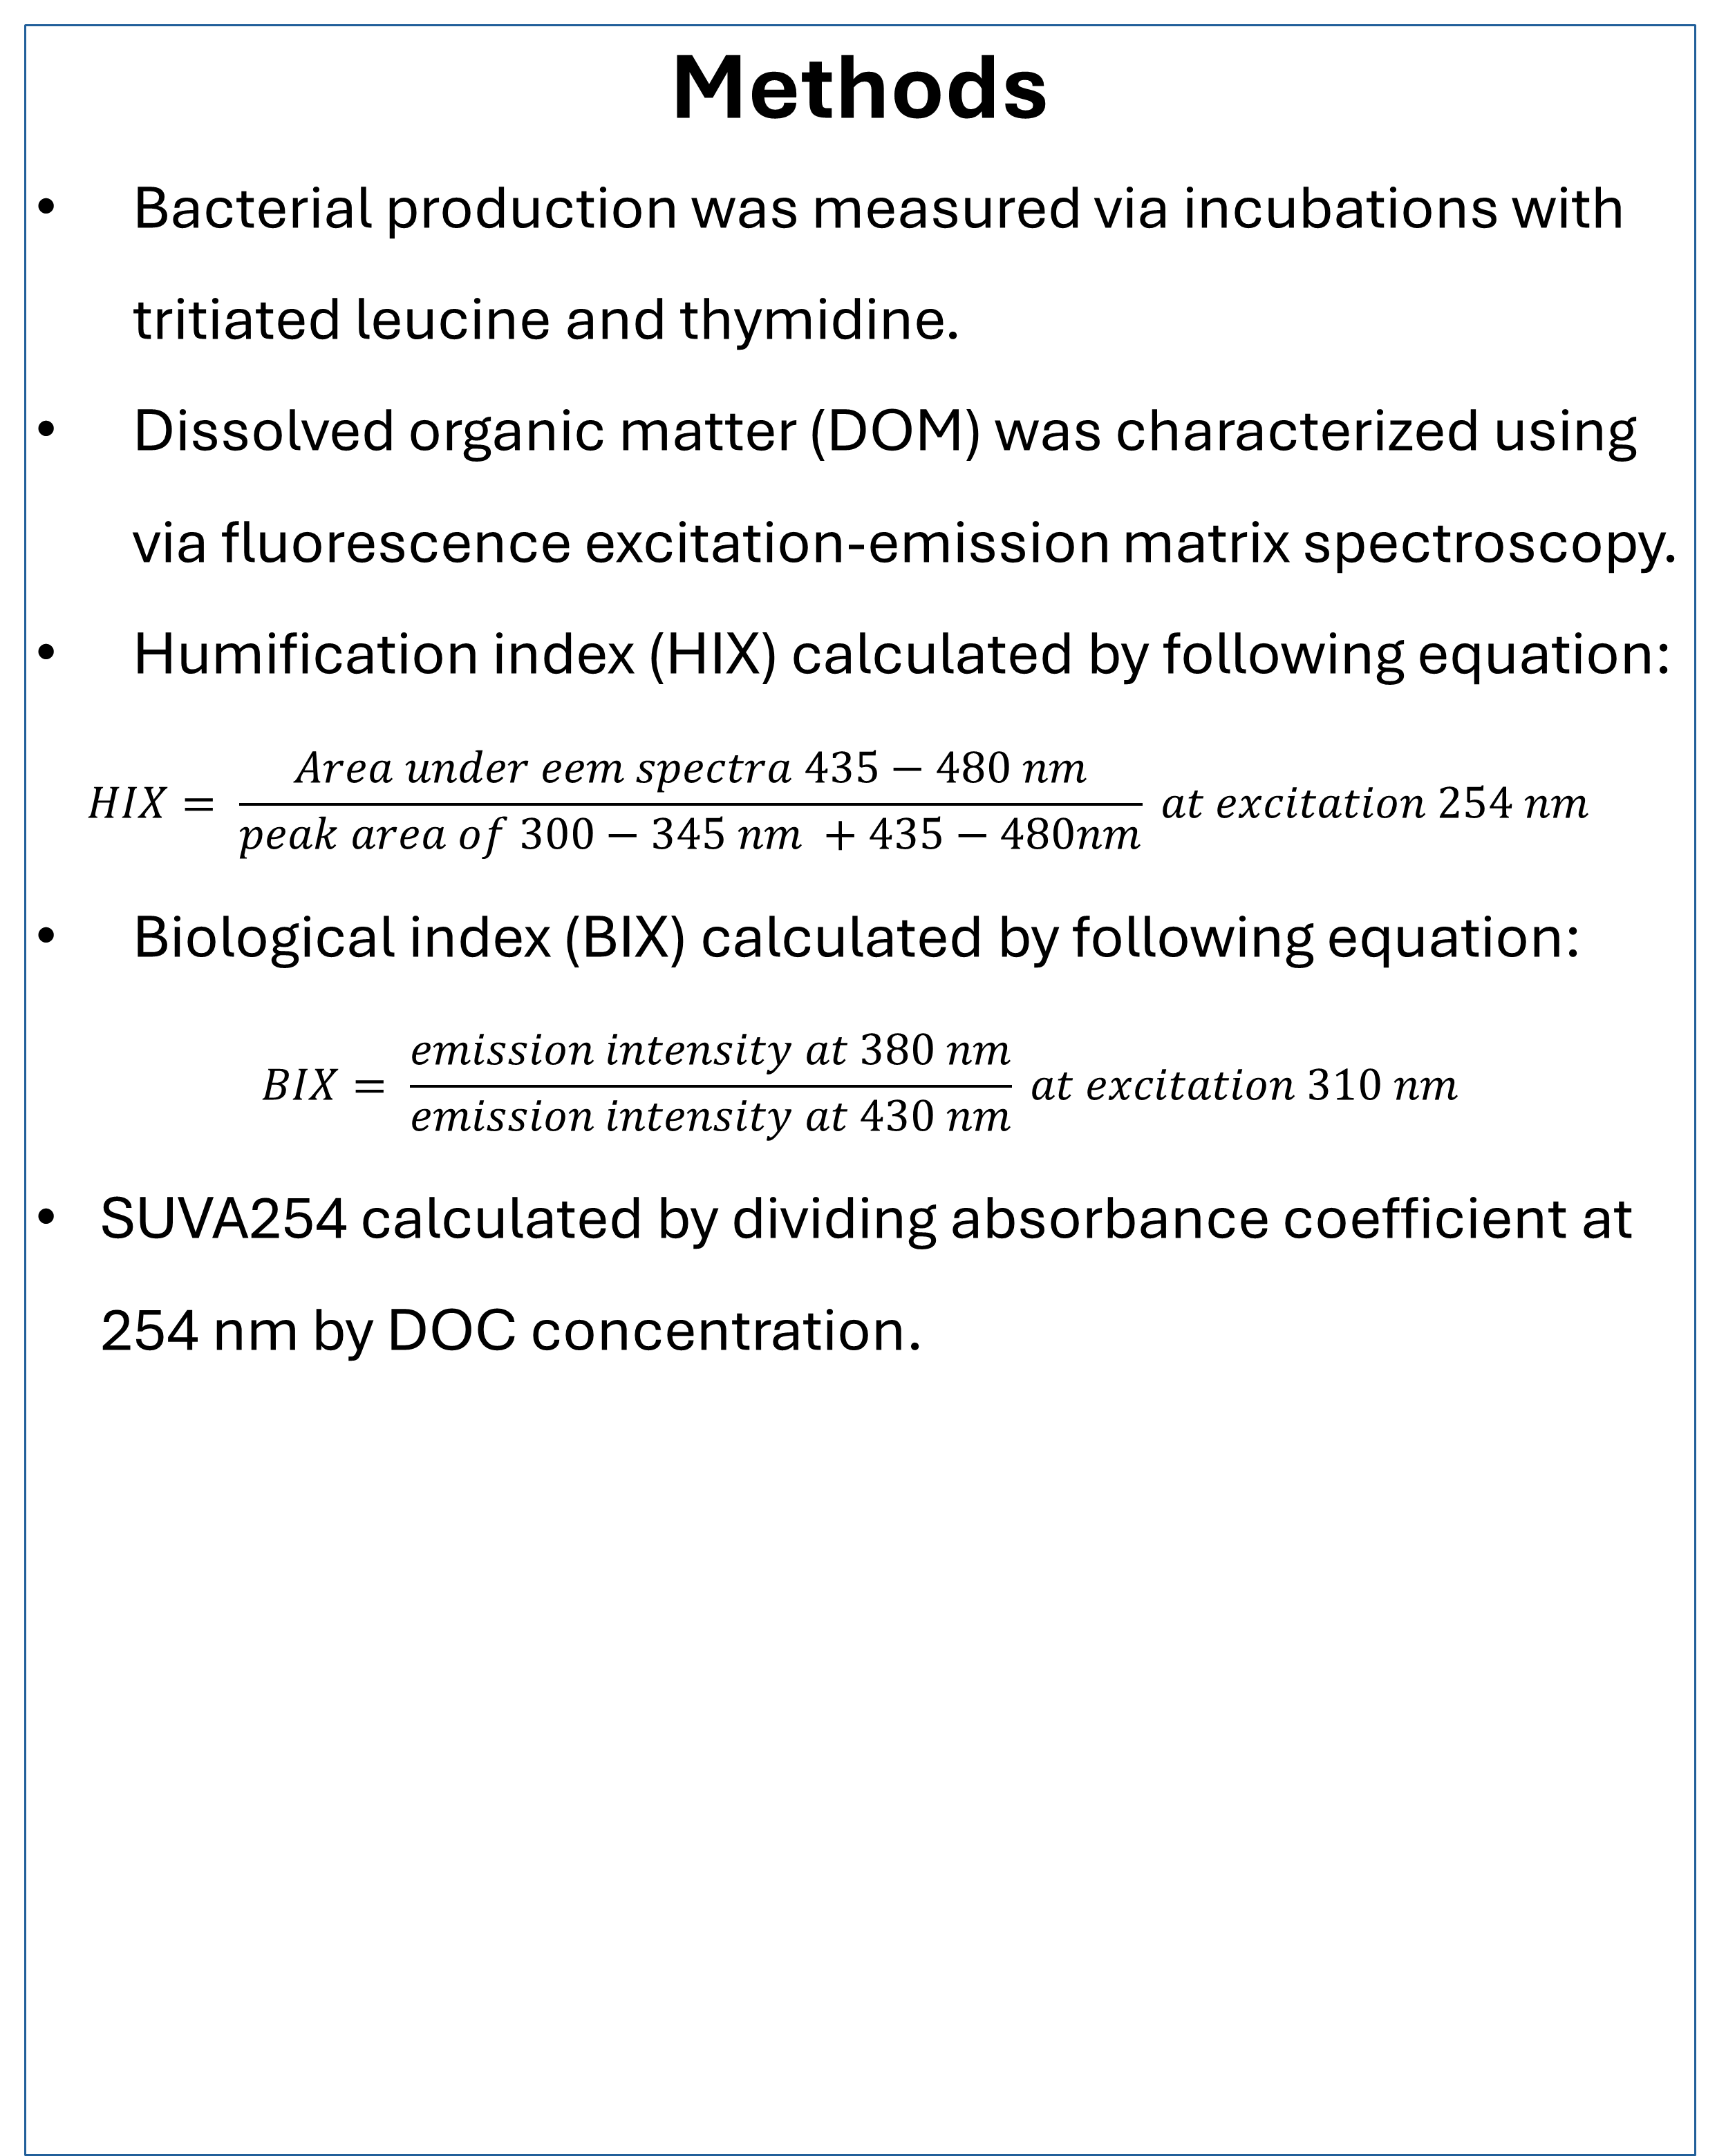 Methods
• Bacterial production was measured via incubations with
tritiated leucine and thymidine.
• Dissolved organic matter (DOM) was characterized using
via fluorescence excitation-emission matrix spectroscopy.
• Humification index (HIX) calculated by following equation:
HIX = Area under eem spectra 435 − 480 nm / peak area of 300 − 345 nm + 435 − 480nm at excitation 254 nm
• Biological index (BIX) calculated by following equation:
BIX = emission intensity at 380 nm / emission intensity at 430 nm at excitation 310 nm
• SUVA254 calculated by dividing absorbance coefficient at
254 nm by DOC concentration.